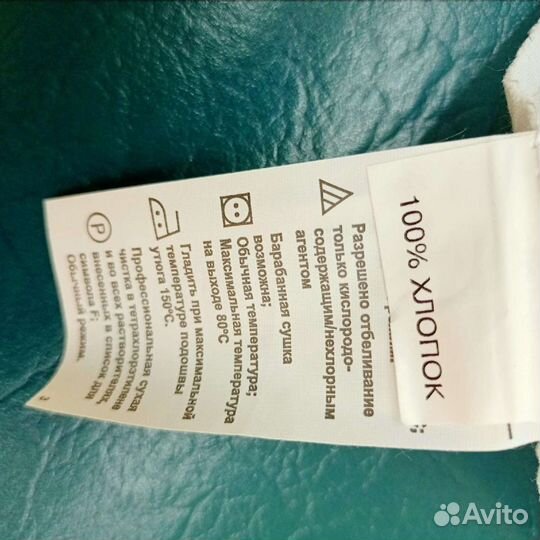 100% ХЛОПОК
Разрешено отбеливание
только кислородо-
содержащим/нехлорным
агентом
Барабанная сушка
возможна;
Обычная температура;
Максимальная температура
на выходе 80°C
Гладить при максимальной
температуре подошвы
утюга 150°C.
P
Профессиональная сухая
чистка в тетрахлорэтилене
и во всех растворителях,
внесенных в список для
символа F;
Обычный режим.
3
Avito